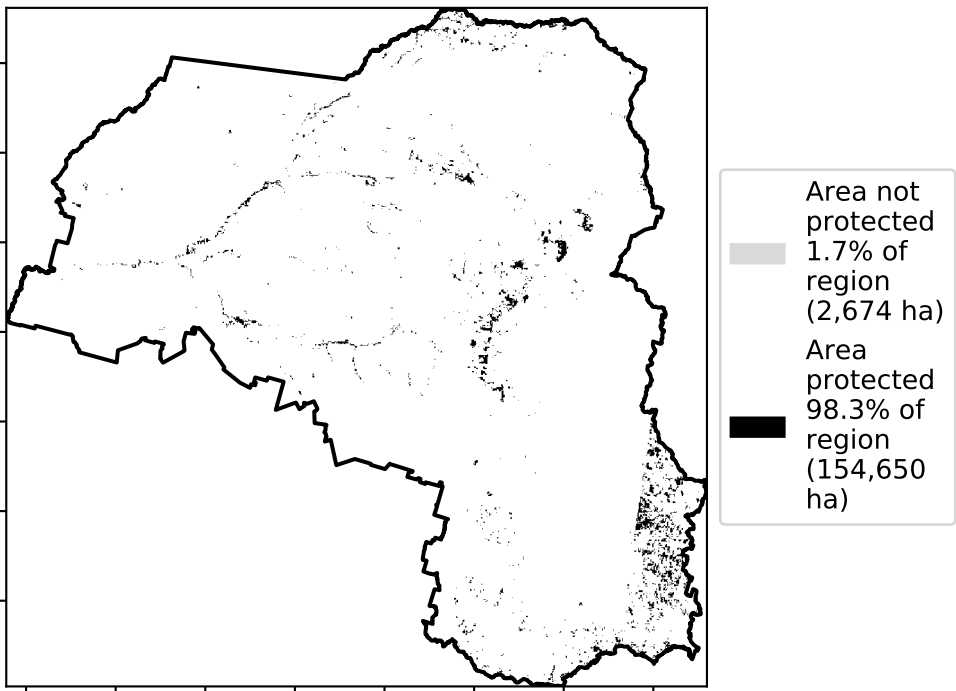 Area not
protected
1.7% of
region
(2,674 ha)
Area
protected
98.3% of
region
(154,650
ha)